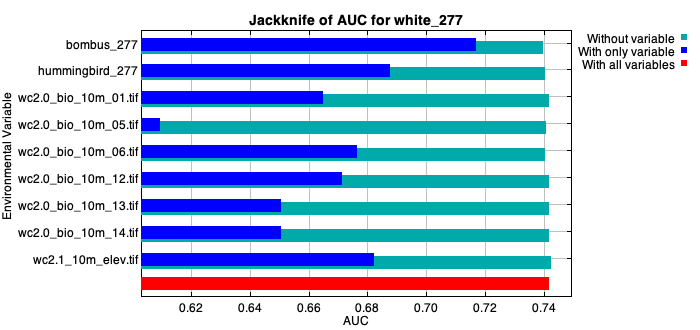 Jackknife of AUC for white_277
Without variable
With only variable
With all variables
Environmental Variable
bombus_277
hummingbird_277
wc2.0_bio_10m_01.tif
wc2.0_bio_10m_05.tif
wc2.0_bio_10m_06.tif
wc2.0_bio_10m_12.tif
wc2.0_bio_10m_13.tif
wc2.0_bio_10m_14.tif
wc2.1_10m_elev.tif
0.62 0.64 0.66 0.68 0.70 0.72 0.74
AUC